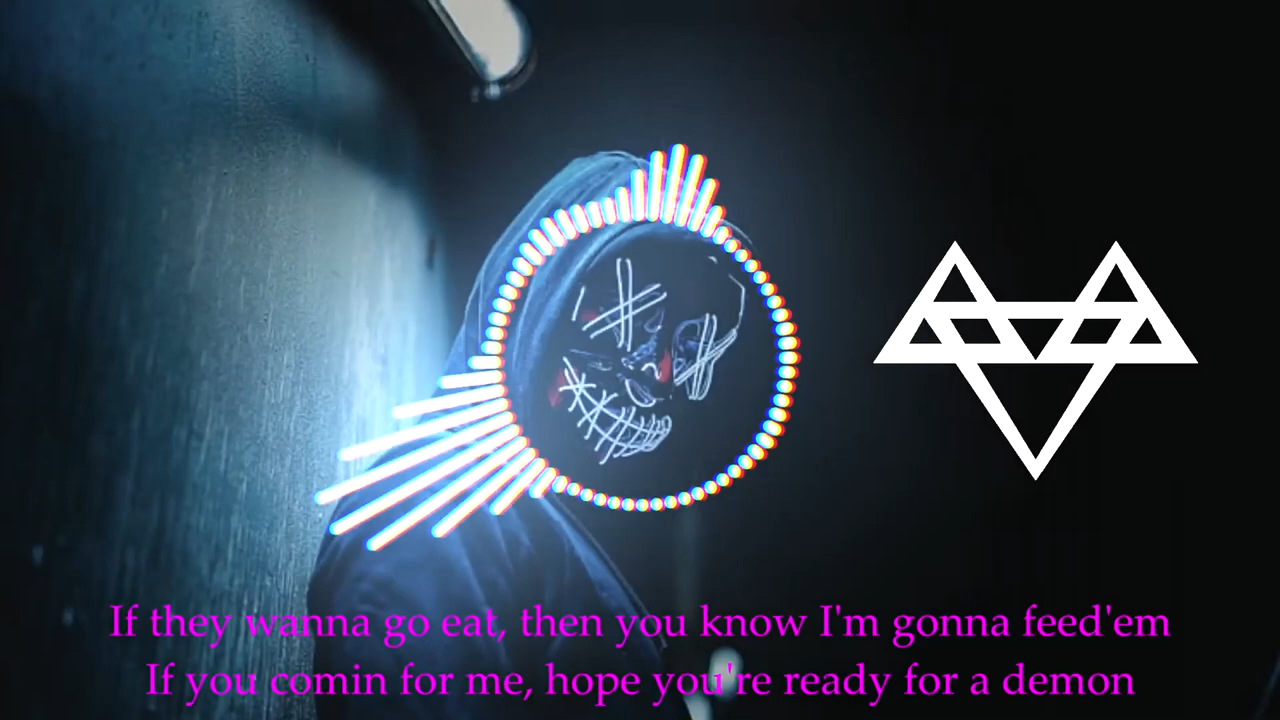 If they wanna go eat, then you know I'm gonna feed'em
If you comin for me, hope you're ready for a demon